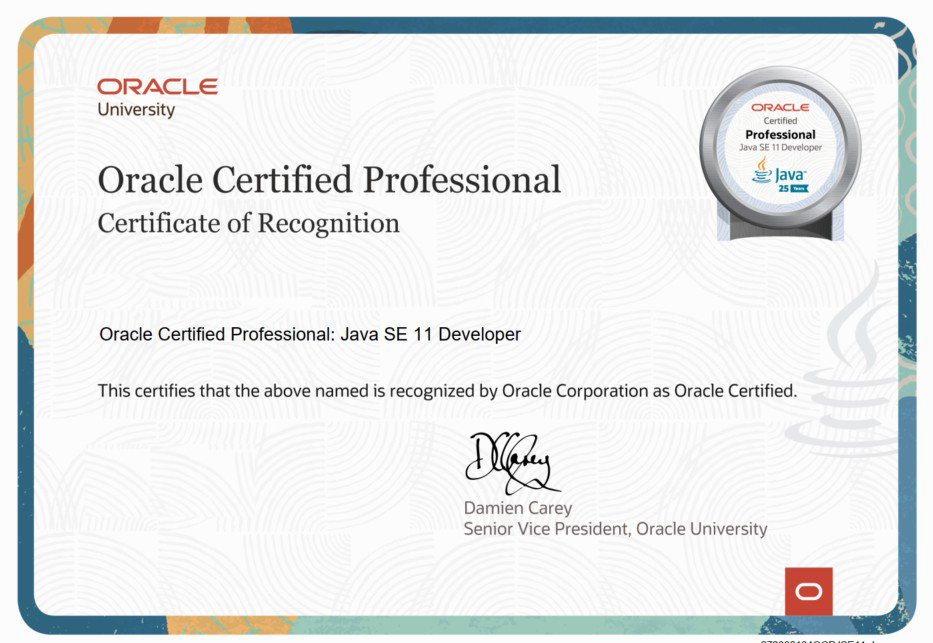 ORACLE
University
ORACLE
Certified
Professional
Java SE 11 Developer
Java
25 Years
Oracle Certified Professional
Certificate of Recognition
Oracle Certified Professional: Java SE 11 Developer
This certifies that the above named is recognized by Oracle Corporation as Oracle Certified.
DCarey
Damien Carey
Senior Vice President, Oracle University